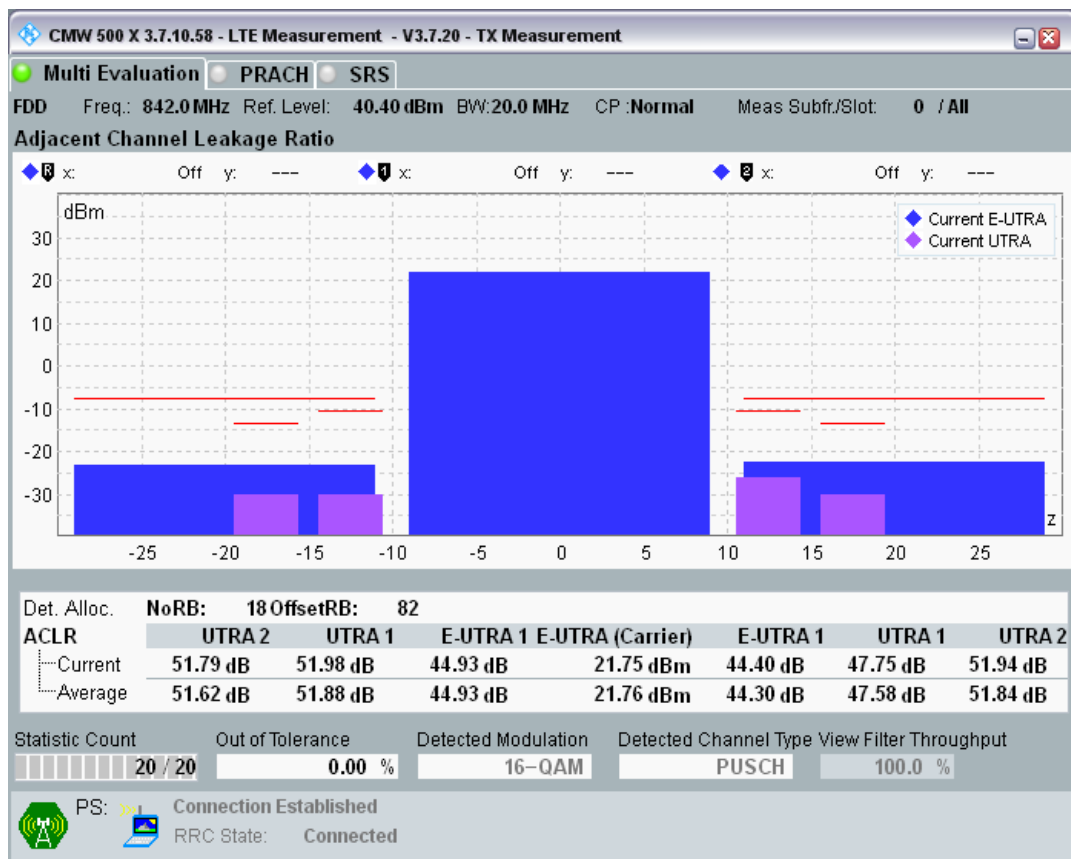 CMW 500 X 3.7.10.58 - LTE Measurement - V3.7.20 - TX Measurement
Multi Evaluation PRACH SRS
FDD Freq.: 842.0 MHz Ref. Level: 40.40 dBm BW:20.0 MHz CP :Normal Meas Subfr./Slot: 0 / All
Adjacent Channel Leakage Ratio
R x: Off y: --- 1 x: Off y: --- 2 x: Off y: ---
dBm
Current E-UTRA
Current UTRA
30
20
10
0
-10
-20
-30
z
-25 -20 -15 -10 -5 0 5 10 15 20 25
Det. Alloc. NoRB: 18 OffsetRB: 82
ACLR UTRA 2 UTRA 1 E-UTRA 1 E-UTRA (Carrier) E-UTRA 1 UTRA 1 UTRA 2
Current 51.79 dB 51.98 dB 44.93 dB 21.75 dBm 44.40 dB 47.75 dB 51.94 dB
Average 51.62 dB 51.88 dB 44.93 dB 21.76 dBm 44.30 dB 47.58 dB 51.84 dB
Statistic Count Out of Tolerance Detected Modulation Detected Channel Type View Filter Throughput
20 / 20 0.00 % 16-QAM PUSCH 100.0 %
PS: Connection Established
RRC State: Connected